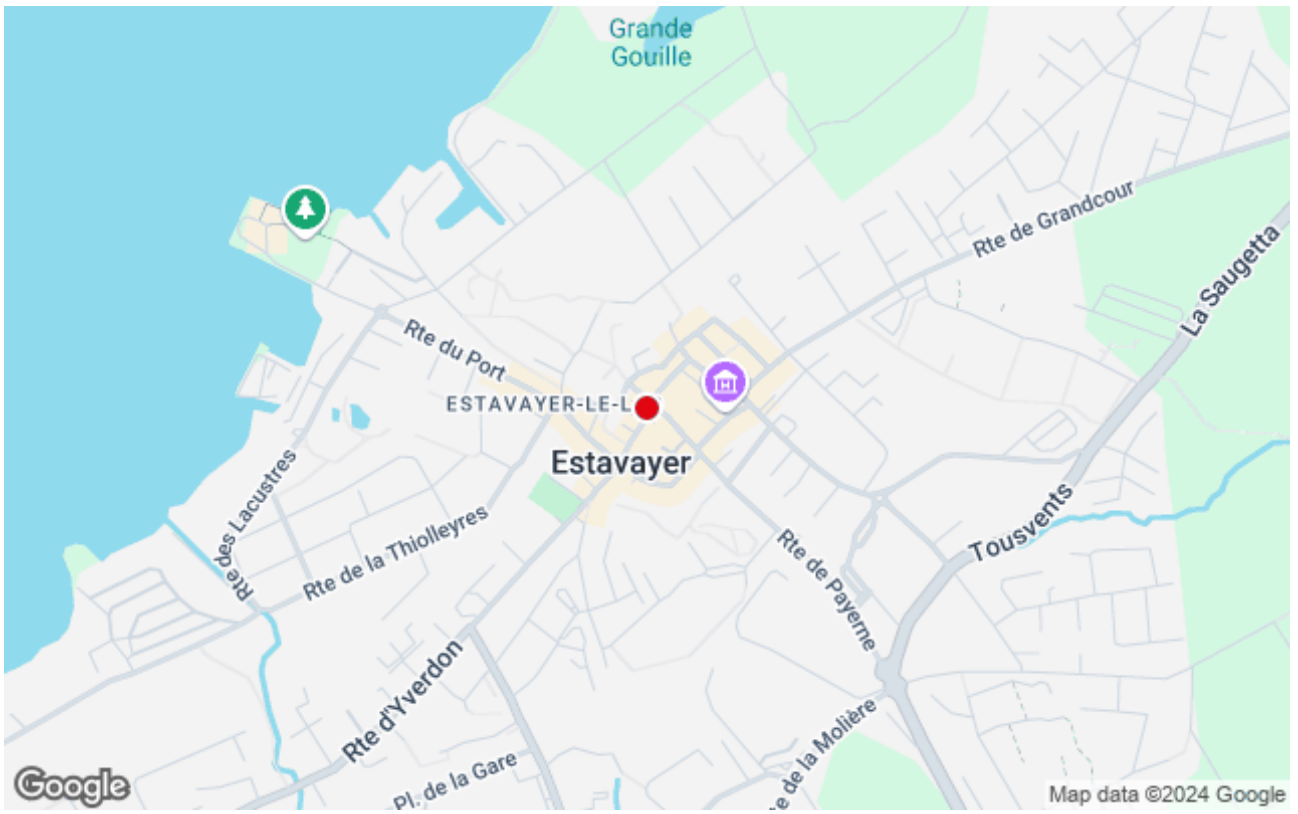 Grande
Gouille
Rte de Grandcour
La Saugetta
Rte du Port
ESTAVAYER-LE-L
Estavayer
Rte des Lacustres
Rte de la Thiolleyres
Tousvents
Rte de Payerne
Rte d'Yverdon
e de la Molière
Pl. de la Gare
Google
Map data ©2024 Google